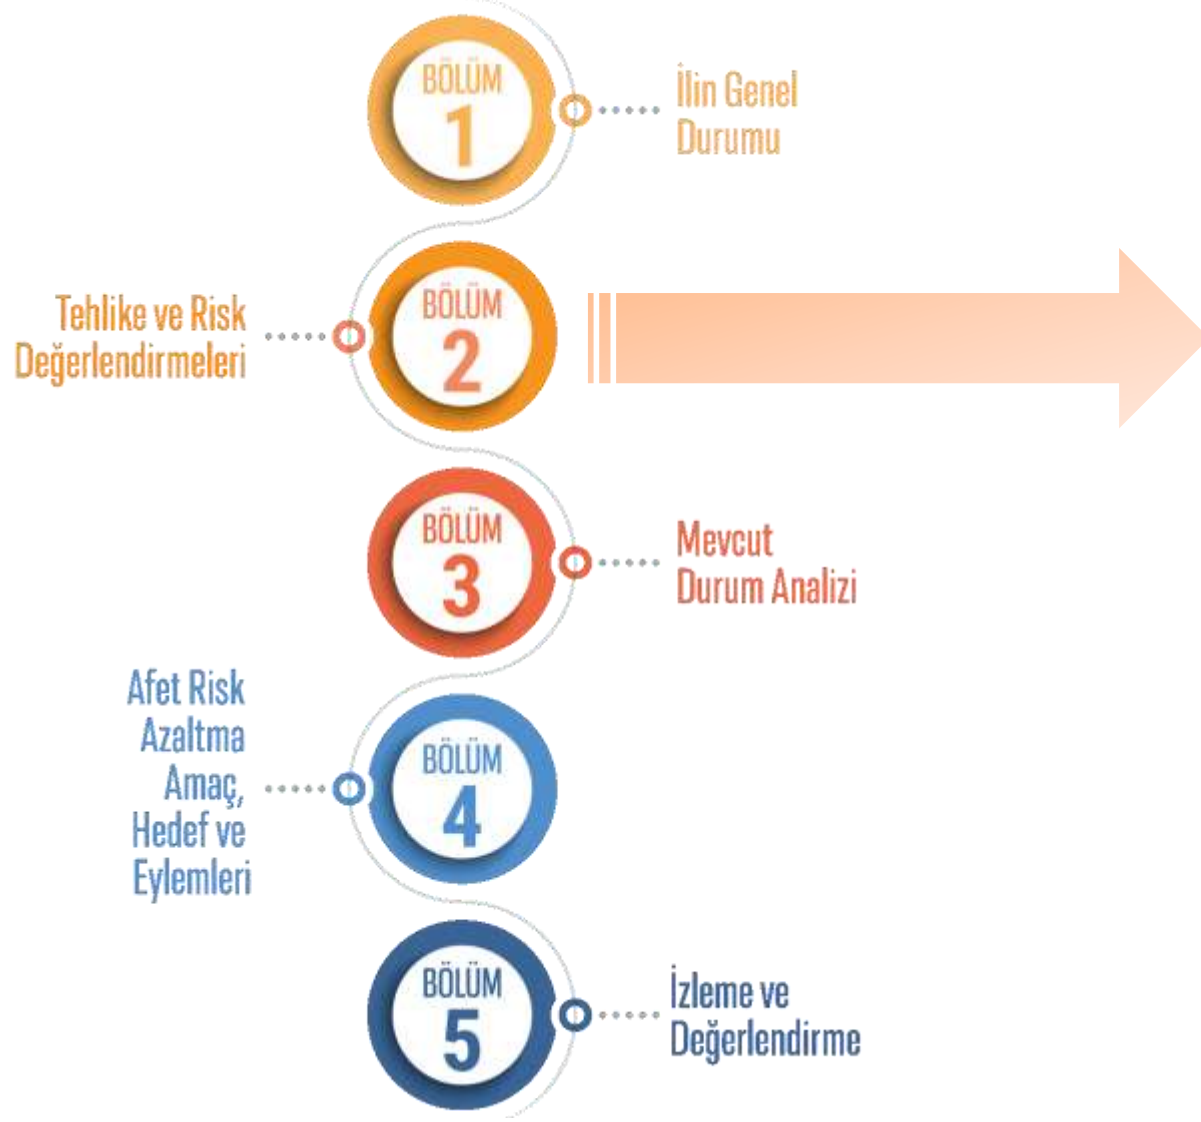 BÖLÜM
1
İlin Genel
Durumu
Tehlike ve Risk
Değerlendirmeleri
BÖLÜM
2
BÖLÜM
3
Mevcut
Durum Analizi
Afet Risk
Azaltma
Amaç,
Hedef ve
Eylemleri
BÖLÜM
4
BÖLÜM
5
İzleme ve
Değerlendirme